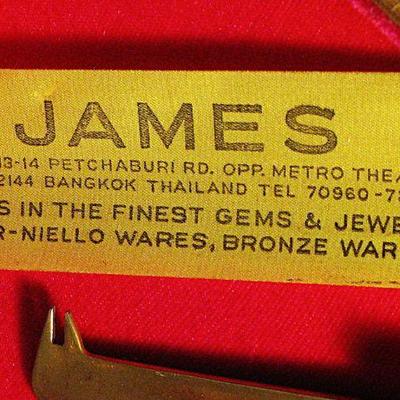 JAMES
13-14 PETCHABURI RD. OPP. METRO THEA
2144 BANGKOK THAILAND TEL 70960-7
S IN THE FINEST GEMS & JEWE
R-NIELLO WARES, BRONZE WAR